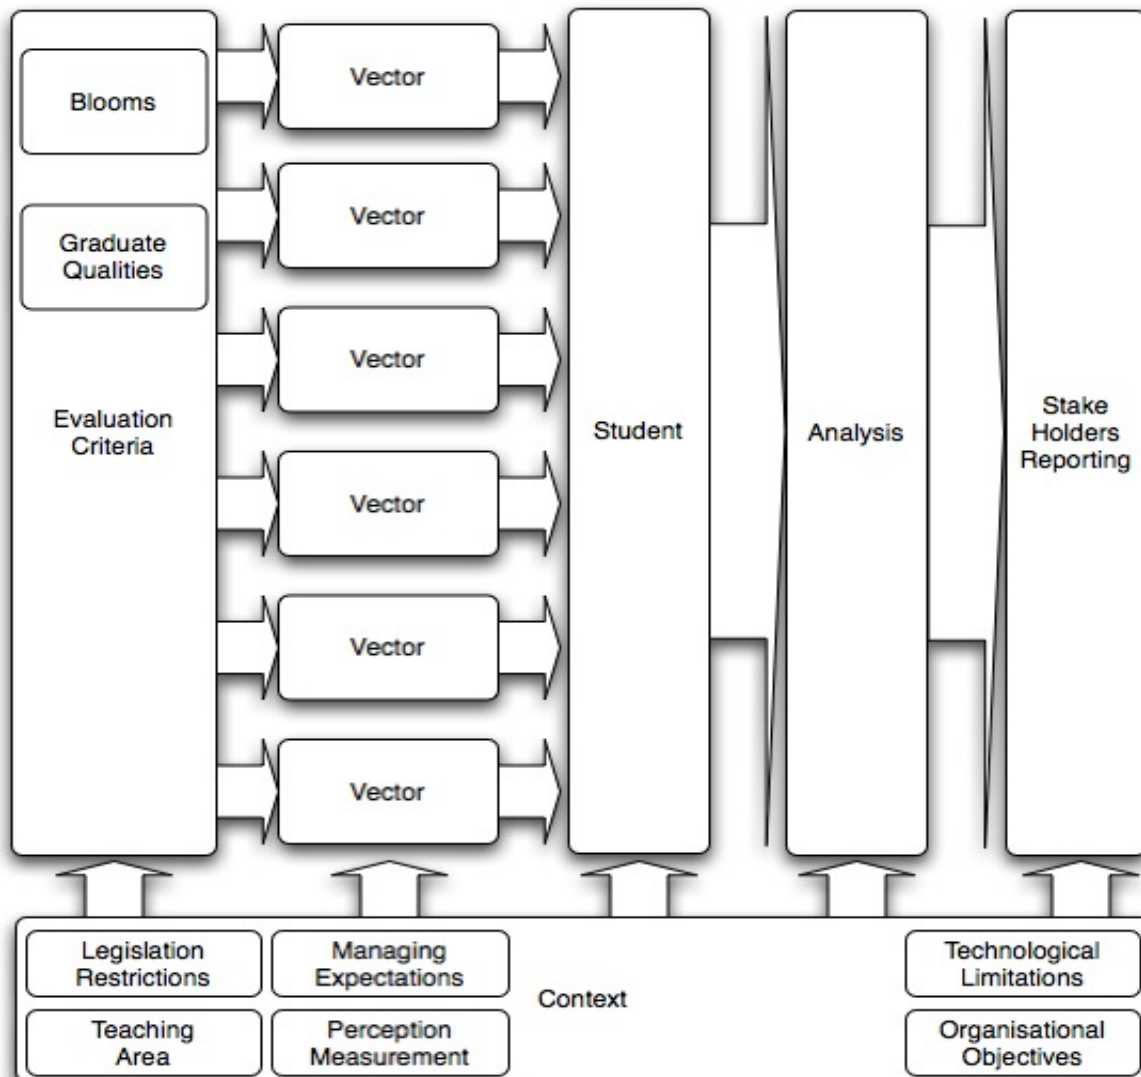 Blooms
Graduate
Qualities
Evaluation
Criteria
Vector
Vector
Vector
Vector
Vector
Vector
Student
Analysis
Stake
Holders
Reporting
Legislation
Restrictions
Managing
Expectations
Teaching
Area
Perception
Measurement
Context
Technological
Limitations
Organisational
Objectives